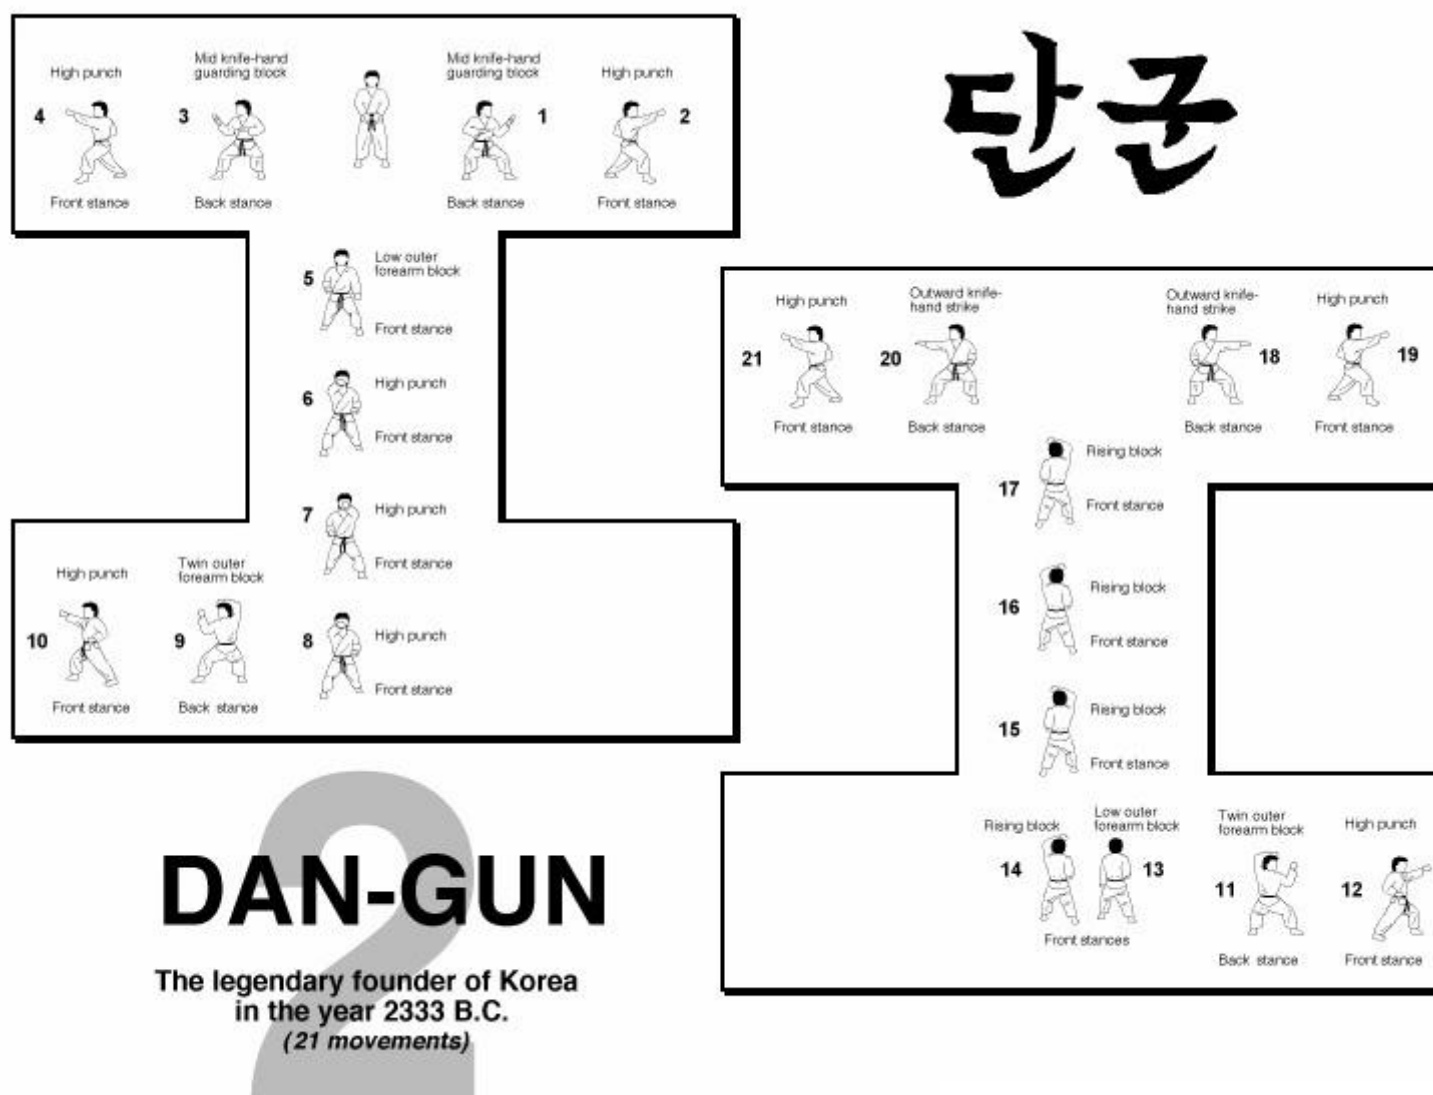 단군
Mid knife-hand
guarding block
1
Back stance
High punch
2
Front stance
Mid knife-hand
guarding block
3
Back stance
High punch
4
Front stance
5
Low outer
forearm block
Front stance
6
High punch
Front stance
7
High punch
Front stance
8
High punch
Front stance
Twin outer
forearm block
9
Back stance
High punch
10
Front stance
Twin outer
forearm block
11
Back stance
High punch
12
Front stance
Low outer
forearm block
13
Rising block
14
Front stances
15
Rising block
Front stance
16
Rising block
Front stance
17
Rising block
Front stance
Outward knife-
hand strike
18
Back stance
High punch
19
Front stance
Outward knife-
hand strike
20
Back stance
High punch
21
Front stance
2
DAN-GUN
The legendary founder of Korea
in the year 2333 B.C.
(21 movements)